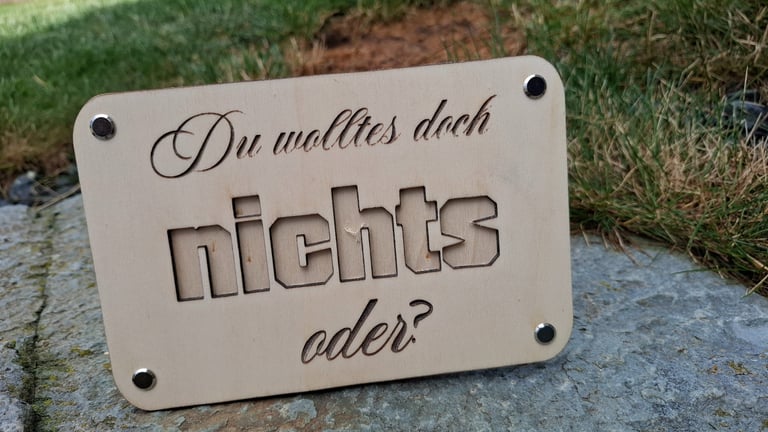 Du wolltes doch
nichts
oder?